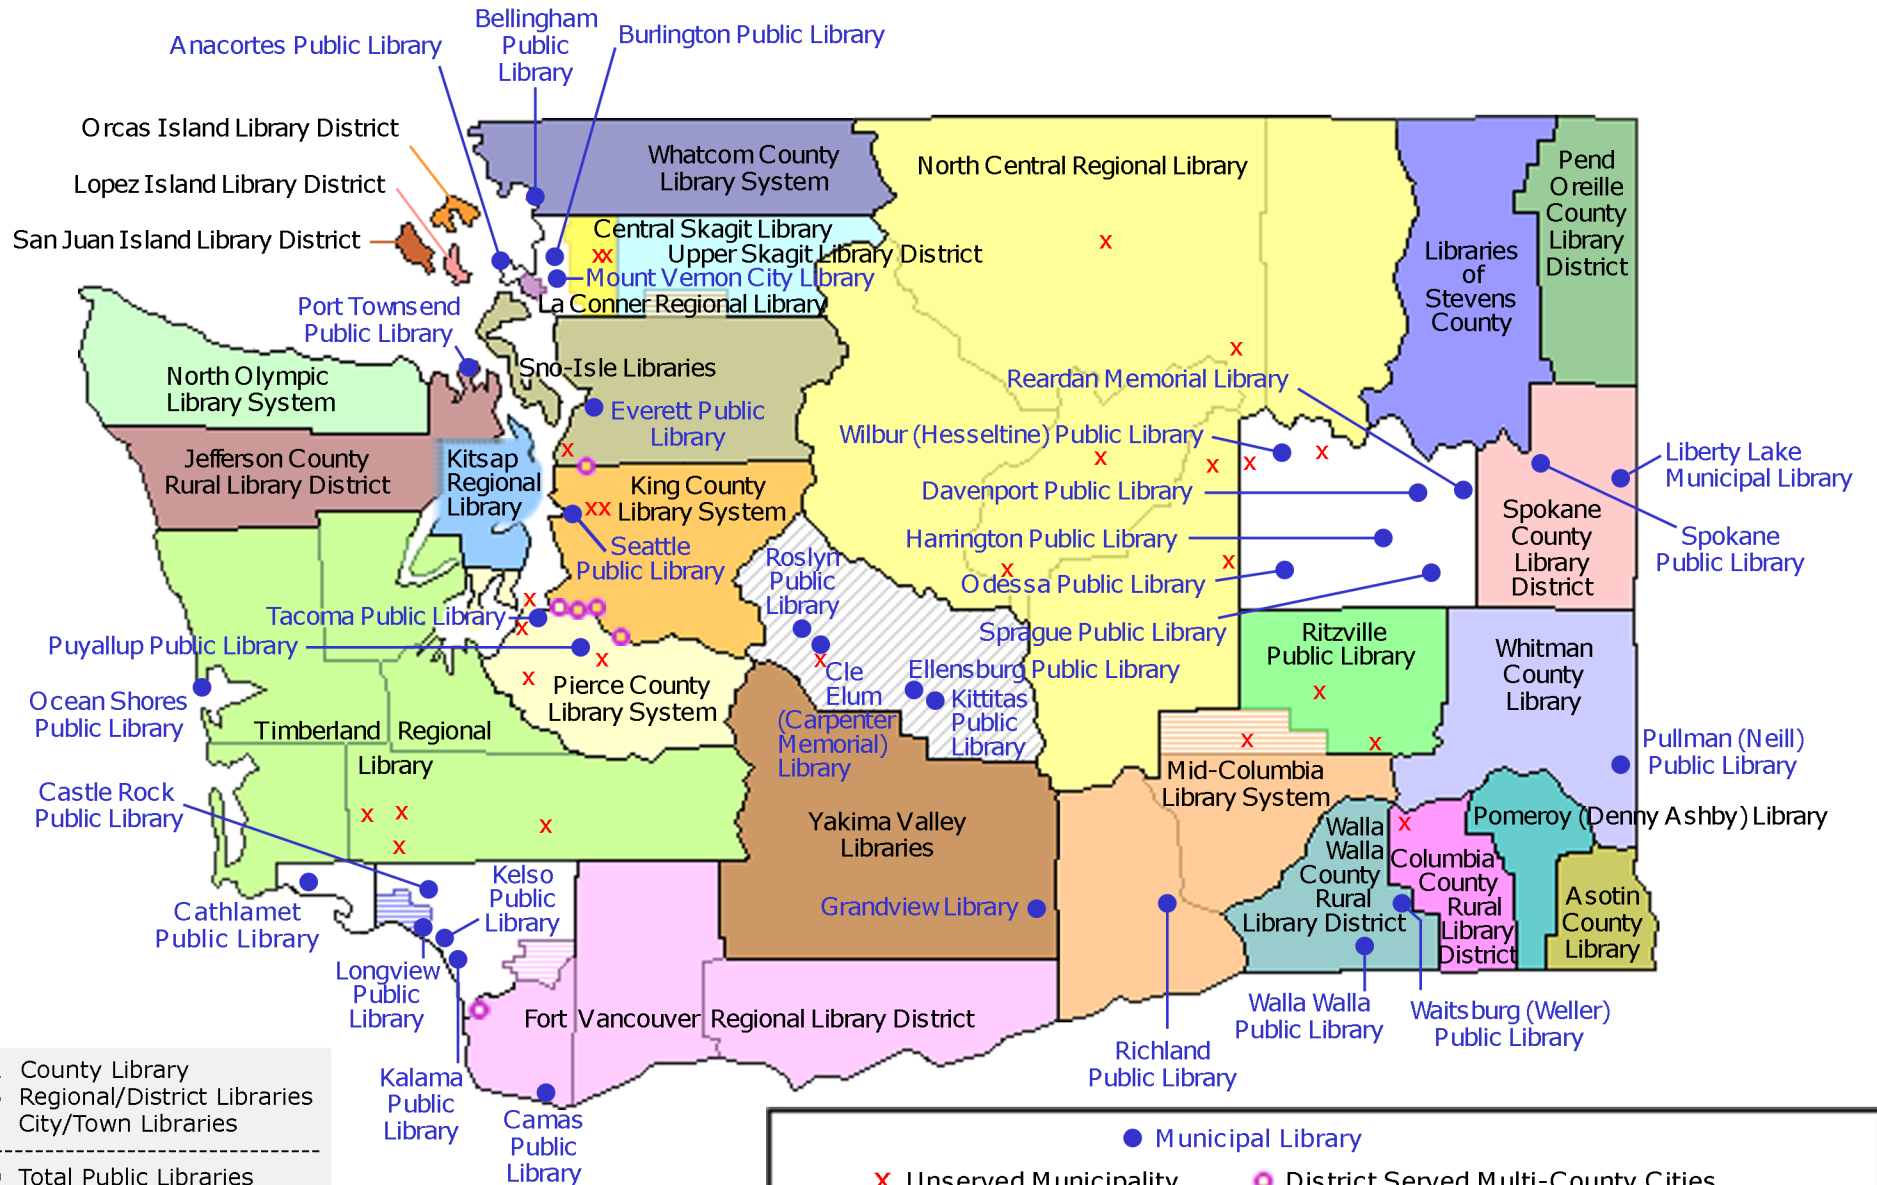 Bellingham
Public
Library
Anacortes Public Library
Burlington Public Library
Orcas Island Library District
Lopez Island Library District
San Juan Island Library District
Whatcom County
Library System
North Central Regional Library
Pend
Oreille
County
Library
District
Central Skagit Library
Upper Skagit Library District
Mount Vernon City Library
La Conner Regional Library
Libraries
of
Stevens
County
Port Townsend
Public Library
North Olympic
Library System
Sno-Isle Libraries
Everett Public
Library
Reardan Memorial Library
Wilbur (Hesseltine) Public Library
Jefferson County
Rural Library District
Kitsap
Regional
Library
King County
Library System
Davenport Public Library
Liberty Lake
Municipal Library
Spokane
County
Library
District
Spokane
Public Library
Seattle
Public Library
Roslyn
Public
Library
Harrington Public Library
Odessa Public Library
Tacoma Public Library
Puyallup Public Library
Sprague Public Library
Ritzville
Public Library
Whitman
County
Library
Cle
Elum
(Carpenter
Memorial)
Library
Ellensburg Public Library
Kittitas
Public
Library
Pierce County
Library System
Ocean Shores
Public Library
Timberland Regional
Library
Pullman (Neill)
Public Library
Castle Rock
Public Library
Mid-Columbia
Library System
Yakima Valley
Libraries
Walla
Walla
County
Rural
Library District
Pomeroy (Denny Ashby) Library
Columbia
County
Rural
Library
District
Asotin
County
Library
Kelso
Public
Library
Grandview Library
Cathlamet
Public Library
Longview
Public
Library
Fort Vancouver Regional Library District
Walla Walla
Public Library
Waitsburg (Weller)
Public Library
Richland
Public Library
Kalama
Public
Library
Camas
Public
Library
County Library
Regional/District Libraries
City/Town Libraries
Total Public Libraries
Municipal Library
x Unserved Municipality
District Served Multi-County Cities